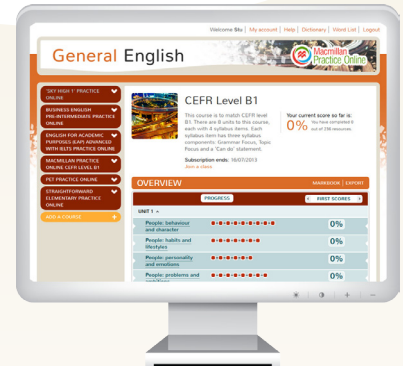 Welcome Stu | My account | Help | Dictionary | Word List | Logout
General English
Macmillan
Practice Online
'SKY HIGH 1' PRACTICE
ONLINE
BUSINESS ENGLISH
PRE-INTERMEDIATE PRACTICE
ONLINE
ENGLISH FOR ACADEMIC
PURPOSES (EAP) ADVANCED
WITH IELTS PRACTICE ONLINE
MACMILLAN PRACTICE
ONLINE CEFR LEVEL B1
PET PRACTICE ONLINE
STRAIGHTFORWARD
ELEMENTARY PRACTICE
ONLINE
ADD A COURSE +
CEFR Level B1
This course is to match CEFR level
B1. There are 8 units to this course,
each with 4 syllabus items. Each
syllabus item has three syllabus
components: Grammar Focus, Topic
Focus and a "Can do" statement.
Subscription ends: 16/07/2013
Join a class
Your current score so far is:
0% You have completed 0
out of 236 resources.
OVERVIEW
MARKBOOK | EXPORT
PROGRESS
FIRST SCORES
UNIT 1
People: behaviour
and character
0%
People: habits and
lifestyles
0%
People: personality
and emotions
0%
People: problems and
0%